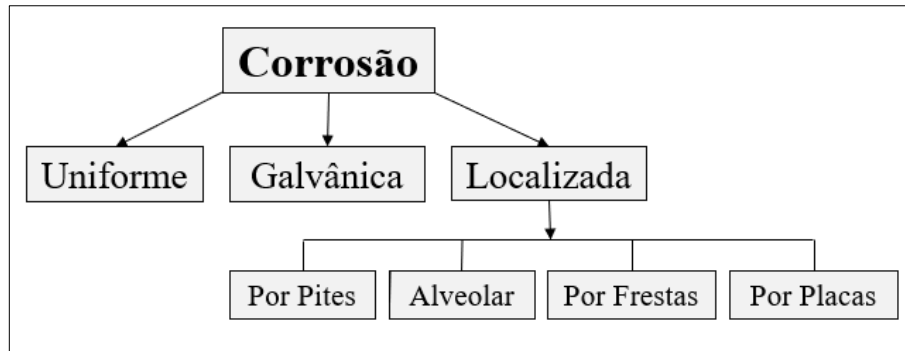 Corrosão
Uniforme
Galvânica
Localizada
Por Pites
Alveolar
Por Frestas
Por Placas